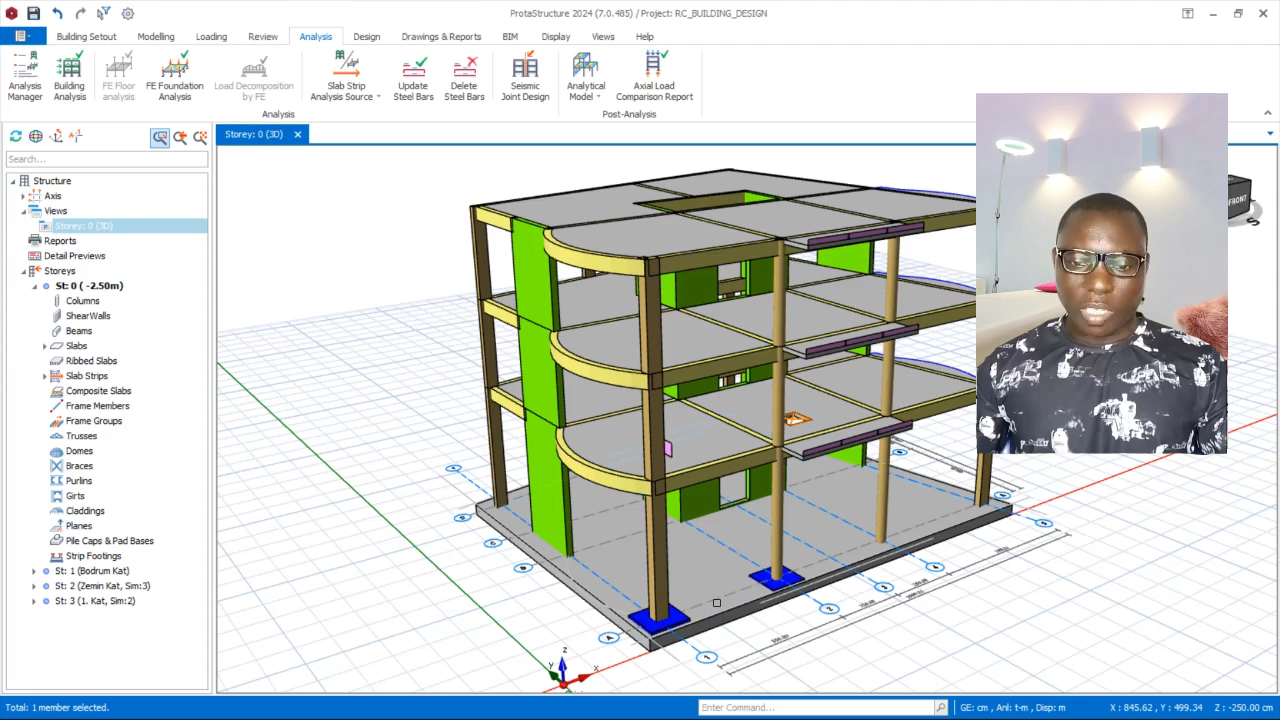 ProtaStructure 2024 (7.0.485) / Project: RC_BUILDING_DESIGN
Building Setout Modelling Loading Review Analysis Design Drawings & Reports BIM Display Views Help
Analysis Manager
Building Analysis
FE Floor analysis
FE Foundation Analysis
Load Decomposition by FE
Slab Strip Analysis Source
Update Steel Bars
Delete Steel Bars
Seismic Joint Design
Analytical Model
Axial Load Comparison Report
Analysis
Post-Analysis
Storey: 0 (3D)
Search...
Structure
Axis
Views
Storey: 0 (3D)
Reports
Detail Previews
Storeys
St: 0 ( -2.50m)
Columns
ShearWalls
Beams
Slabs
Ribbed Slabs
Slab Strips
Composite Slabs
Frame Members
Frame Groups
Trusses
Domes
Braces
Purlins
Girts
Claddings
Planes
Pile Caps & Pad Bases
Strip Footings
St: 1 (Bodrum Kat)
St: 2 (Zemin Kat, Sim:3)
St: 3 (1. Kat, Sim:2)
FRONT
S
A
1
2
3
4
z
y
x
Total: 1 member selected.
Enter Command...
GE: cm , Anl: t-m , Disp: m
X : 845.62 , Y : 499.34 Z : -250.00 cm